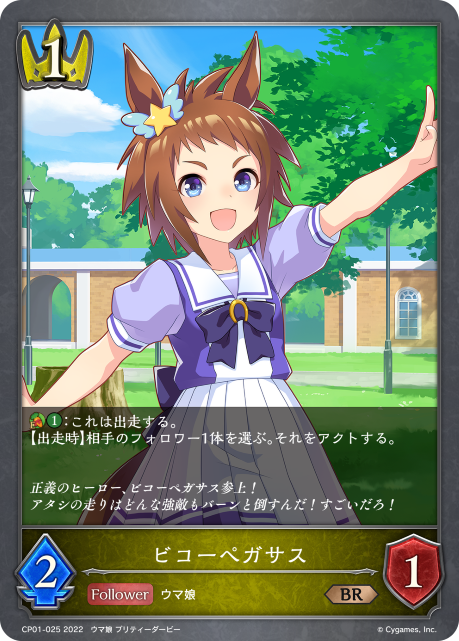 1
1:これは出走する。
【出走時】相手のフォロワー1体を選ぶ。それをアクトする。
正義のヒーロー、ビコーペガサス参上!
アタシの走りはどんな強敵もバーンと倒すんだ!すごいだろ!
ビコーペガサス
2
Follower ウマ娘 BR
1
CP01-025 2022 ウマ娘 プリティーダービー © Cygames, Inc.